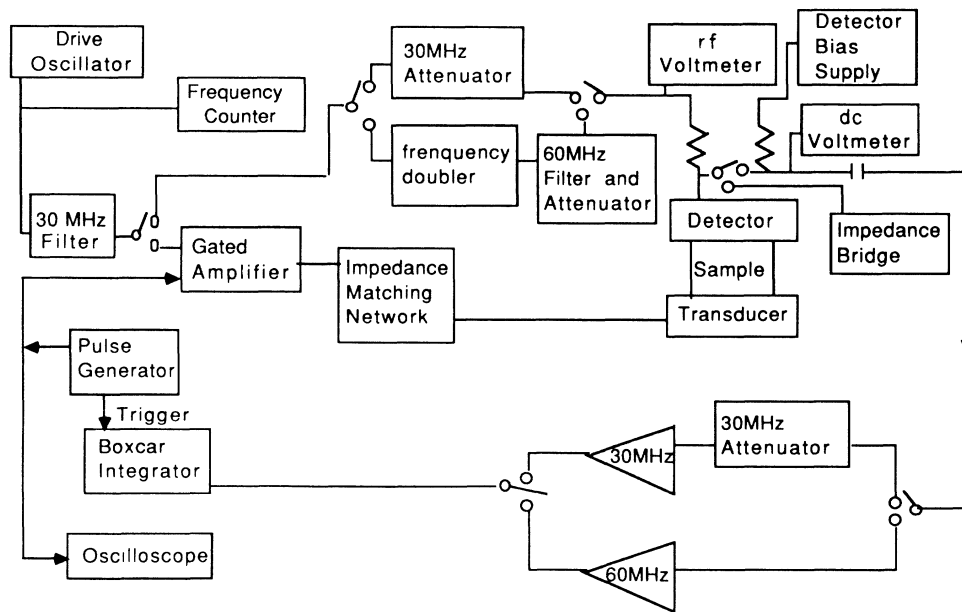 Drive
Oscillator
Frequency
Counter
30MHz
Attenuator
rf
Voltmeter
Detector
Bias
Supply
dc
Voltmeter
frenquency
doubler
60MHz
Filter and
Attenuator
30 MHz
Filter
Gated
Amplifier
Impedance
Matching
Network
Detector
Sample
Transducer
Impedance
Bridge
Pulse
Generator
Trigger
Boxcar
Integrator
30MHz
30MHz
Attenuator
Oscilloscope
60MHz